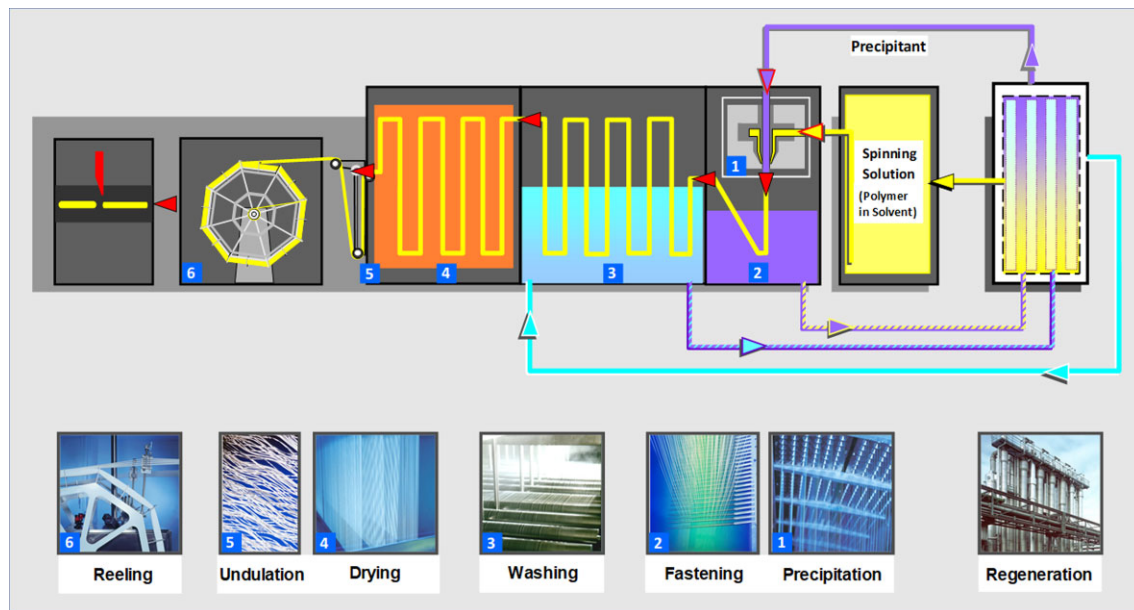 Precipitant
1
Spinning
Solution
(Polymer
in Solvent)
6
5
4
3
2
6
5
4
3
2
1
Reeling
Undulation
Drying
Washing
Fastening
Precipitation
Regeneration